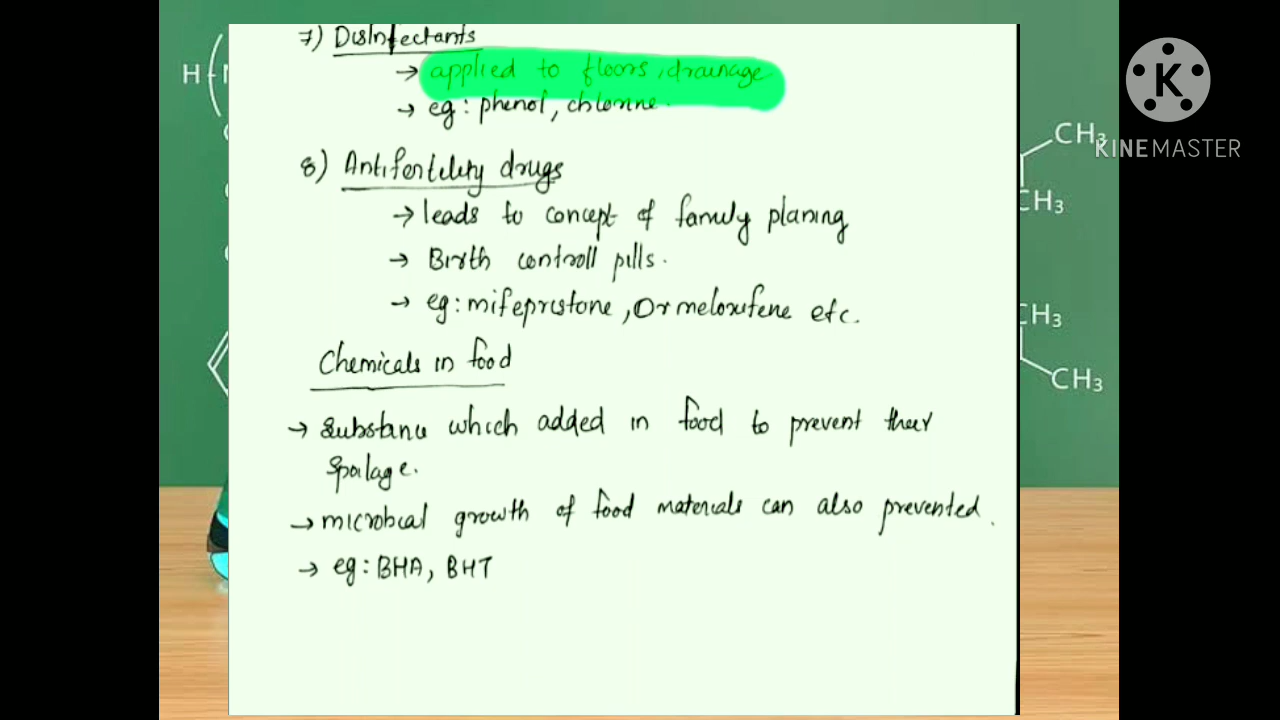 7) Disinfectants
→ applied to floors, drainage
→ eg: phenol, chlorine.
8) Antifertility drugs
→ leads to concept of family planing
→ Birth controll pills.
→ eg: mifepristone, Ormeloxifene etc.
Chemicals in food
→ Substance which added in food to prevent their
Spoilage.
→ microbial growth of food materials can also prevented.
→ eg: BHA, BHT
H
CH3
CH3
CH3
CH3
K
KINEMASTER